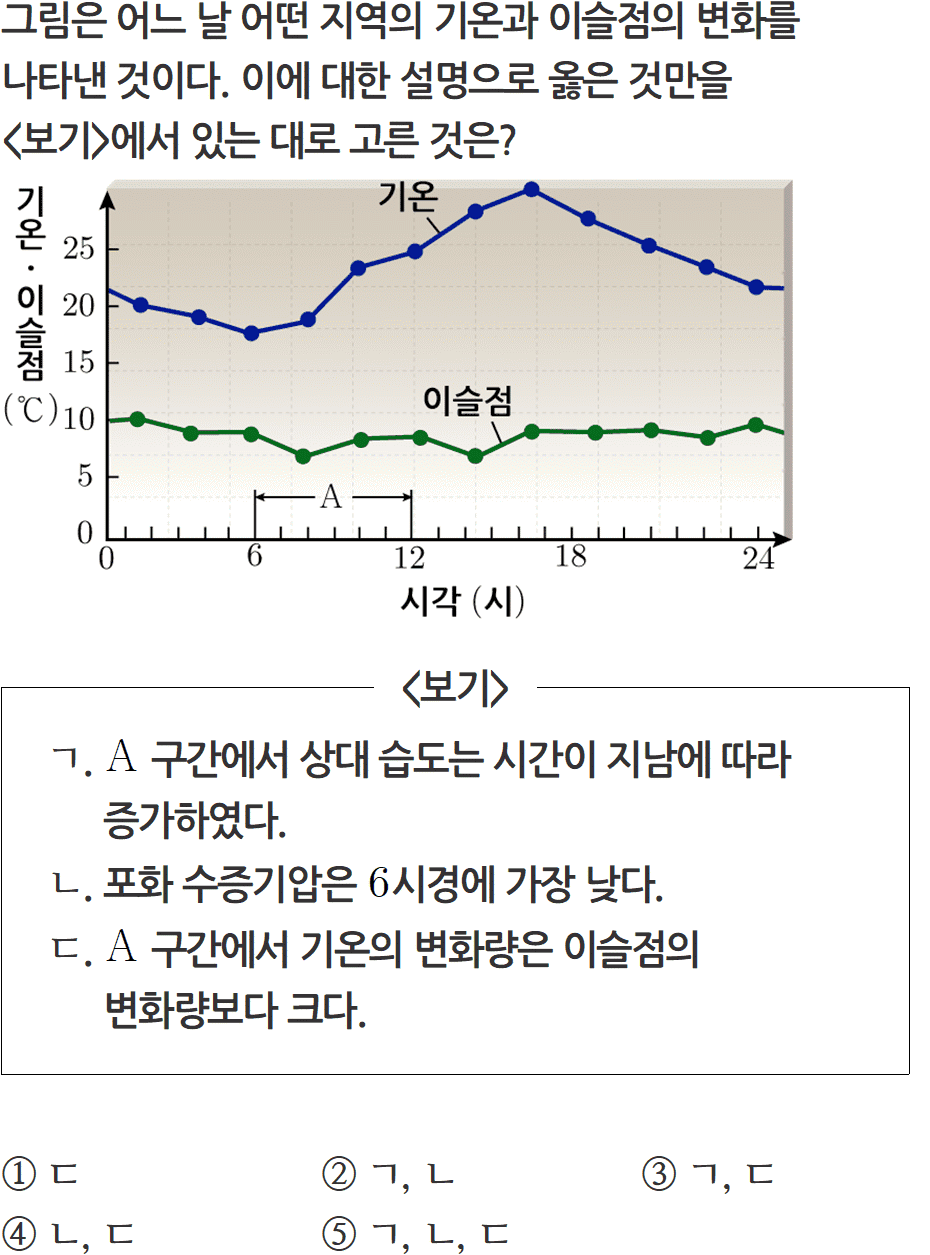 그림은 어느 날 어떤 지역의 기온과 이슬점의 변화를
나타낸 것이다. 이에 대한 설명으로 옳은 것만을
<보기>에서 있는 대로 고른 것은?
기온·이슬점
(℃)
기온
이슬점
25
20
15
10
5
0
A
0 6 12 18 24
시각 (시)
<보기>
ㄱ. A 구간에서 상대 습도는 시간이 지남에 따라
증가하였다.
ㄴ. 포화 수증기압은 6시경에 가장 낮다.
ㄷ. A 구간에서 기온의 변화량은 이슬점의
변화량보다 크다.
① ㄷ ② ㄱ, ㄴ ③ ㄱ, ㄷ
④ ㄴ, ㄷ ⑤ ㄱ, ㄴ, ㄷ